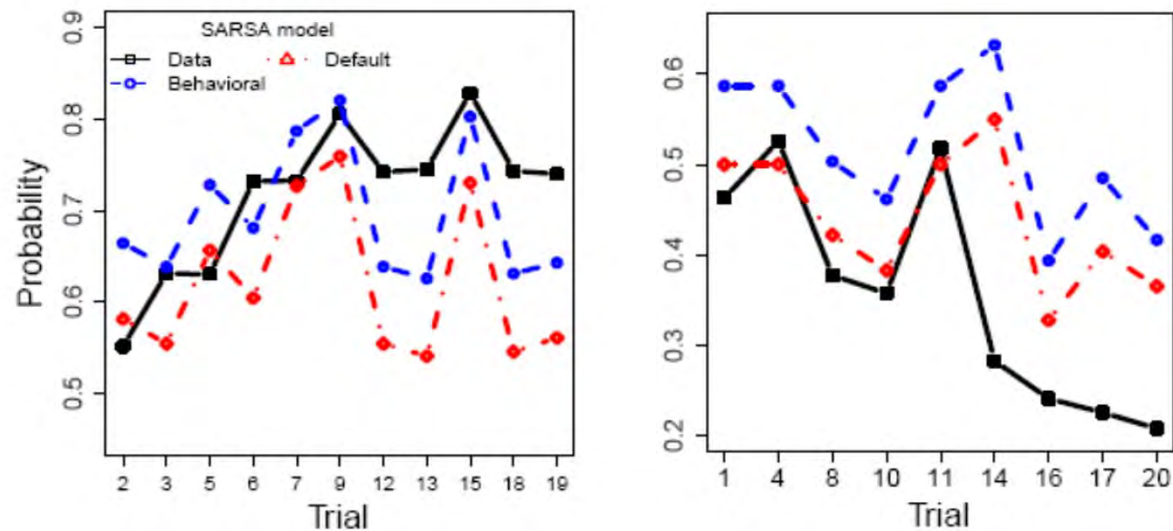 SARSA model
Data
Default
Behavioral
Probability
0.9
0.8
0.7
0.6
0.5
2 3 5 6 7 9 12 13 15 18 19
Trial
0.6
0.5
0.4
0.3
0.2
1 4 8 10 11 14 16 17 20
Trial